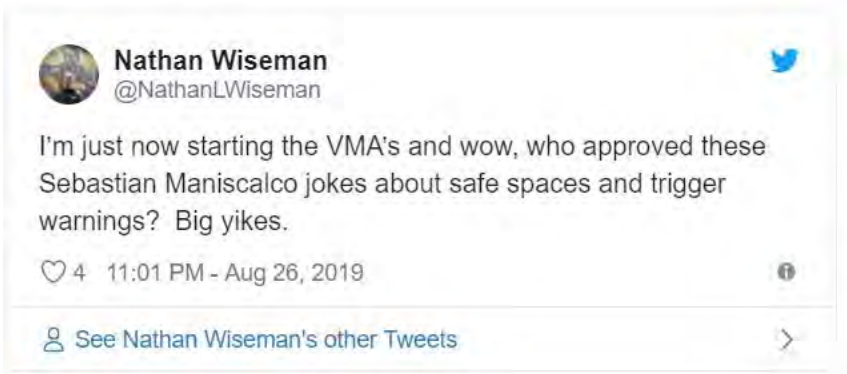 Nathan Wiseman
@NathanLWiseman
I'm just now starting the VMA's and wow, who approved these
Sebastian Maniscalco jokes about safe spaces and trigger
warnings?  Big yikes.
4 11:01 PM - Aug 26, 2019
See Nathan Wiseman's other Tweets